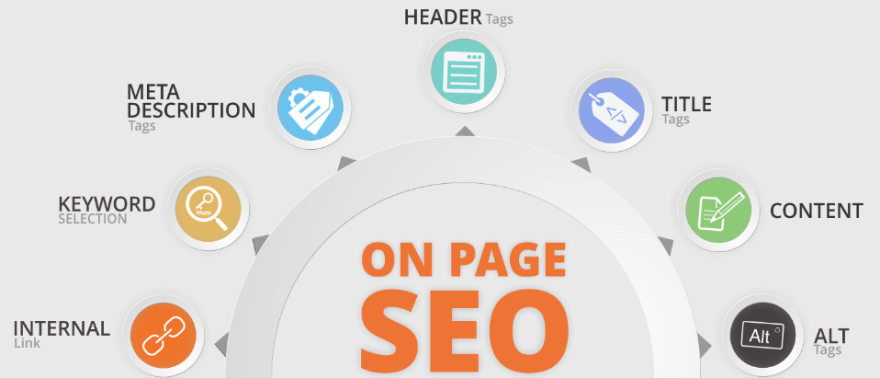 HEADER Tags
META
DESCRIPTION
Tags
TITLE
Tags
KEYWORD
SELECTION
CONTENT
ON PAGE
SEO
INTERNAL
Link
Alt
ALT
Tags